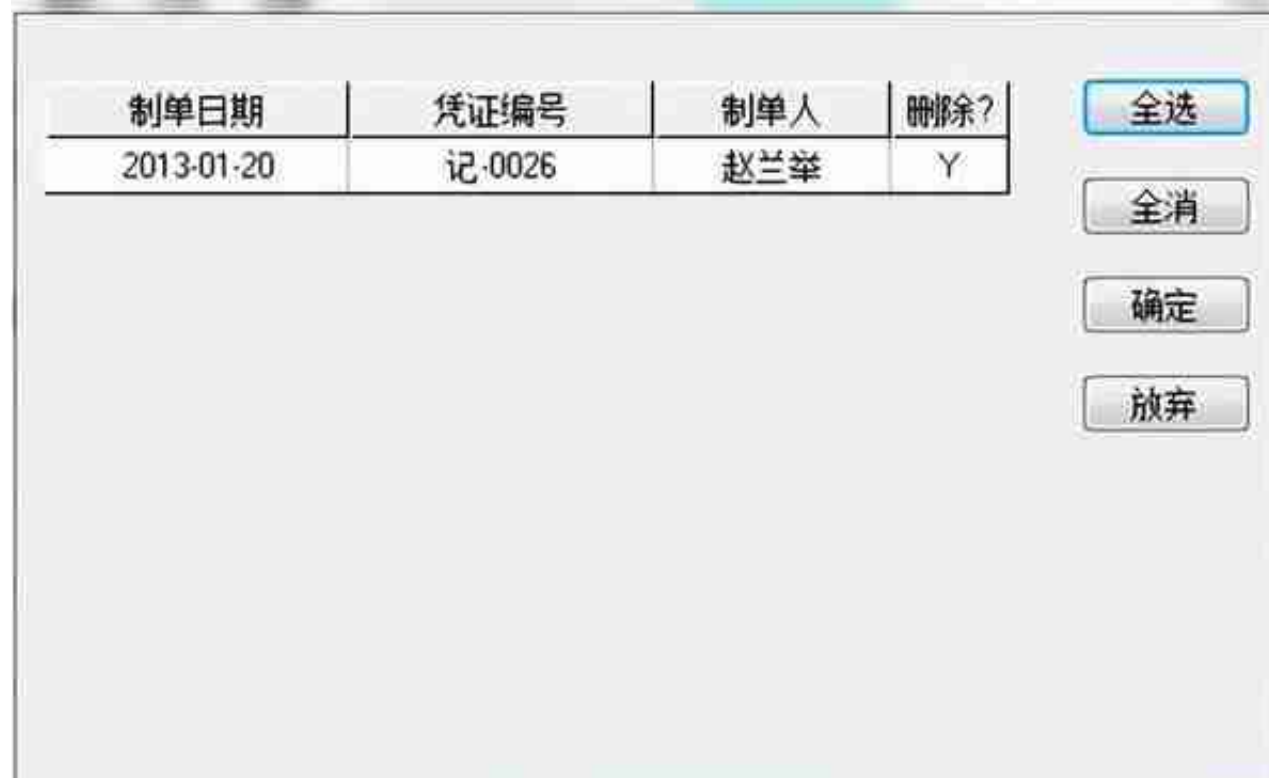 制单日期 凭证编号 制单人 删除?
2013-01-20 记-0026 赵兰举 Y
全选
全消
确定
放弃